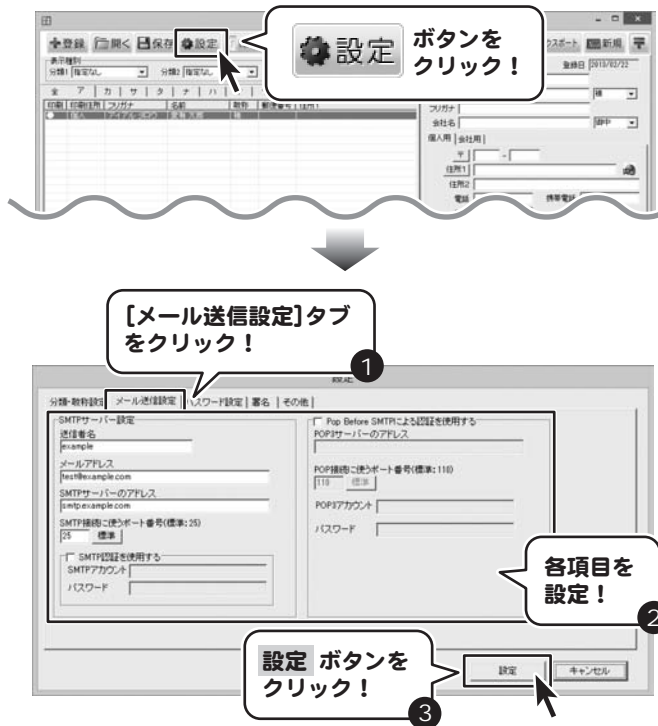 登録 開く 保存 設定
設定 ボタンを
クリック！
クスポート 新規
表示種別
分類1 指定なし 分類2 指定なし
登録日 2013/02/22
全 ア カ サ タ ナ ハ
様
印刷 印刷住所 フリガナ 名前 敬称 郵便番号 住所1
フリガナ
会社名 御中
個人用 会社用
〒 -
住所1
住所2
電話 携帯電話
[メール送信設定]タブ
をクリック！
1
設定
分類・敬称設定 メール送信設定 パスワード設定 署名 その他
SMTPサーバー設定
送信者名
example
メールアドレス
test@example.com
SMTPサーバーのアドレス
smtp.example.com
SMTP接続に使うポート番号(標準:25)
25 標準
SMTP認証を使用する
SMTPアカウント
パスワード
Pop Before SMTPによる認証を使用する
POP3サーバーのアドレス
POP接続に使うポート番号(標準:110)
110 標準
POP3アカウント
パスワード
各項目を
設定！
2
設定 ボタンを
クリック！
3
設定 キャンセル